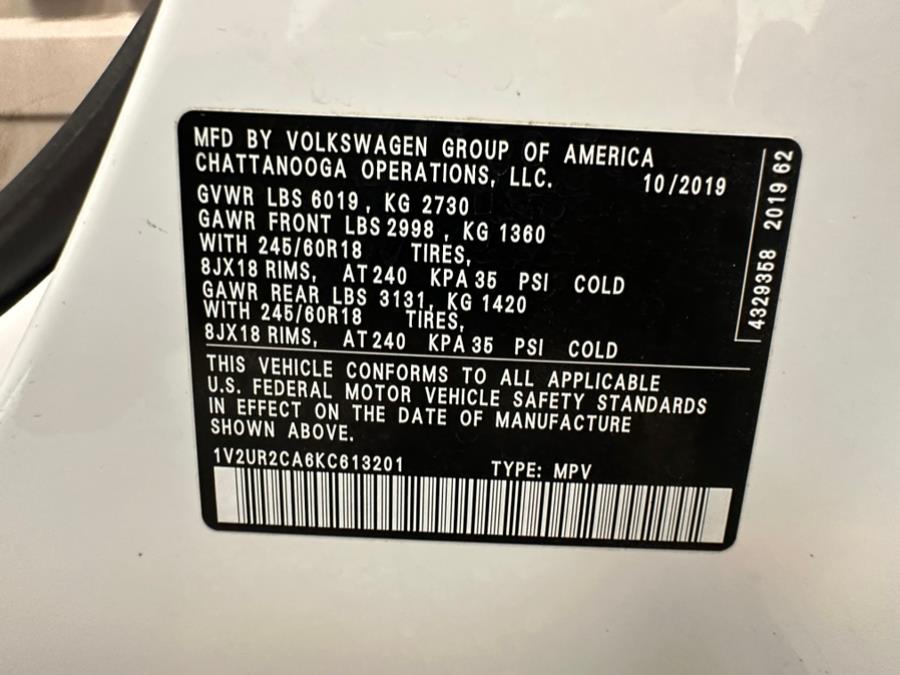 MFD BY VOLKSWAGEN GROUP OF AMERICA
CHATTANOOGA OPERATIONS, LLC. 10/2019
GVWR LBS 6019 , KG 2730
GAWR FRONT LBS 2998 , KG 1360
WITH 245/60R18 TIRES,
8JX18 RIMS, AT 240 KPA 35 PSI COLD
GAWR REAR LBS 3131, KG 1420
WITH 245/60R18 TIRES,
8JX18 RIMS, AT 240 KPA 35 PSI COLD
THIS VEHICLE CONFORMS TO ALL APPLICABLE
U.S. FEDERAL MOTOR VEHICLE SAFETY STANDARDS
IN EFFECT ON THE DATE OF MANUFACTURE
SHOWN ABOVE.
1V2UR2CA6KC613201 TYPE: MPV
4329358 2019 62